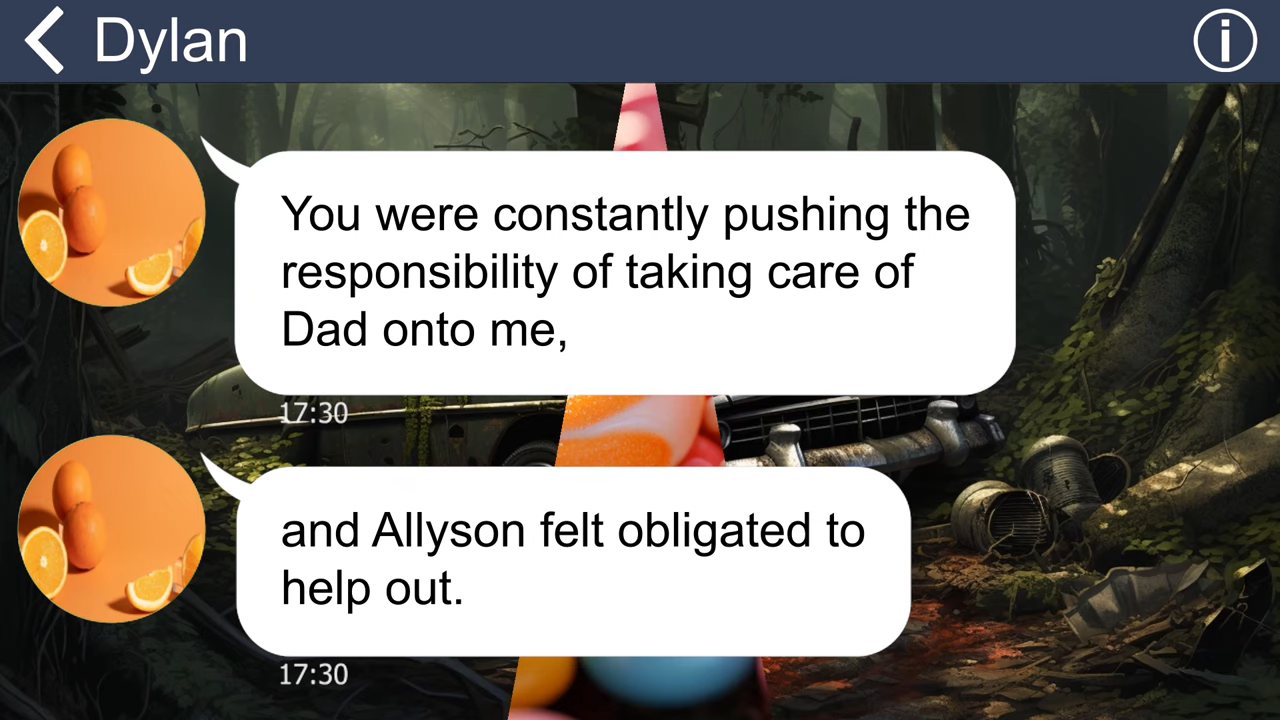 Dylan
You were constantly pushing the
responsibility of taking care of
Dad onto me,
17:30
and Allyson felt obligated to
help out.
17:30